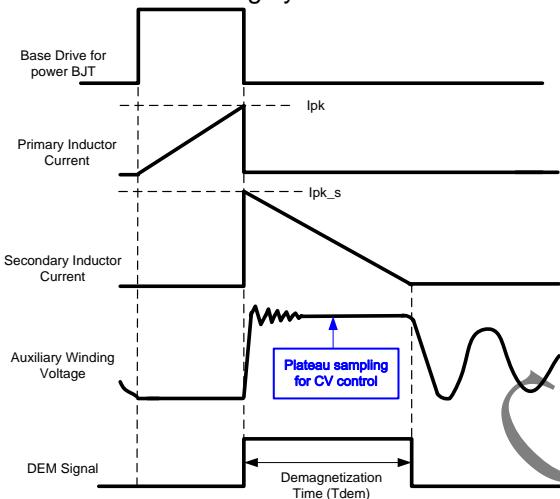 Base Drive for
power BJT
Ipk
Primary Inductor
Current
Ipk_s
Secondary Inductor
Current
Auxiliary Winding
Voltage
Plateau sampling
for CV control
DEM Signal
Demagnetization
Time (Tdem)